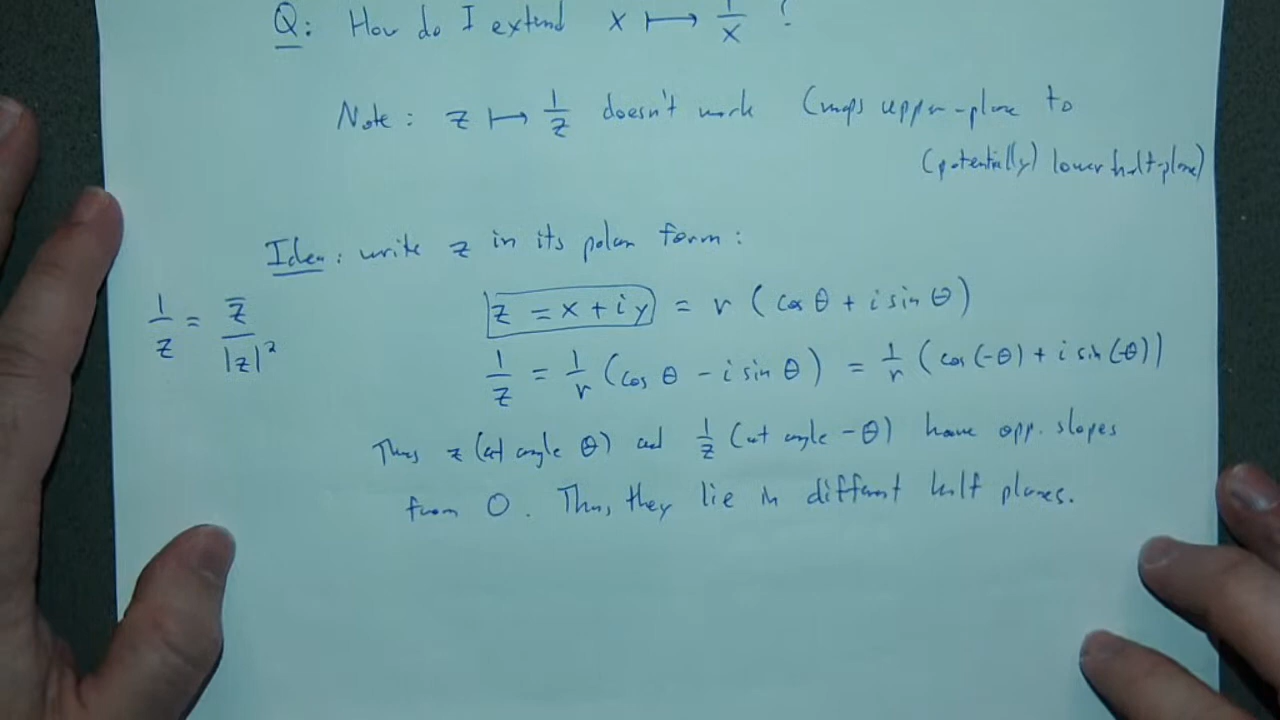 Q: How do I extend x ↦ 1/x ?
Note: z ↦ 1/z doesn't work (maps upper-plane to
(potentially) lower half-plane)
Idea: write z in its polar form:
z = x + iy = r (cos θ + i sin θ)
1/z = z̄/|z|²
1/z = 1/r (cos θ - i sin θ) = 1/r (cos (-θ) + i sin (-θ))
Thus z (at angle θ) and 1/z (at angle -θ) have opp. slopes
from 0. Thus, they lie in different half planes.